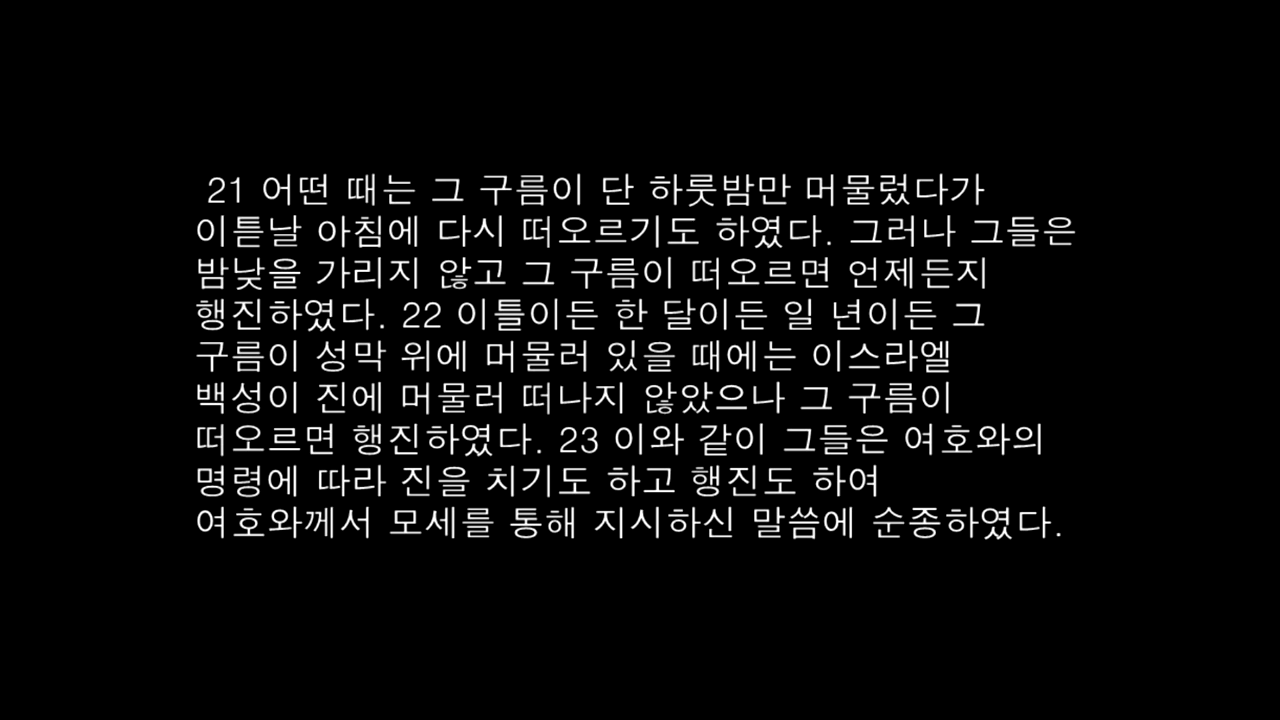 21 어떤 때는 그 구름이 단 하룻밤만 머물렀다가
이튿날 아침에 다시 떠오르기도 하였다. 그러나 그들은
밤낮을 가리지 않고 그 구름이 떠오르면 언제든지
행진하였다. 22 이틀이든 한 달이든 일 년이든 그
구름이 성막 위에 머물러 있을 때에는 이스라엘
백성이 진에 머물러 떠나지 않았으나 그 구름이
떠오르면 행진하였다. 23 이와 같이 그들은 여호와의
명령에 따라 진을 치기도 하고 행진도 하여
여호와께서 모세를 통해 지시하신 말씀에 순종하였다.